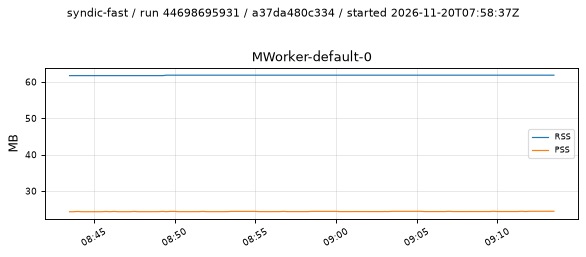 syndic-fast / run 44698695931 / a37da480c334 / started 2026-11-20T07:58:37Z
MWorker-default-0
MB
60
50
40
30
RSS
PSS
08:45
08:50
08:55
09:00
09:05
09:10